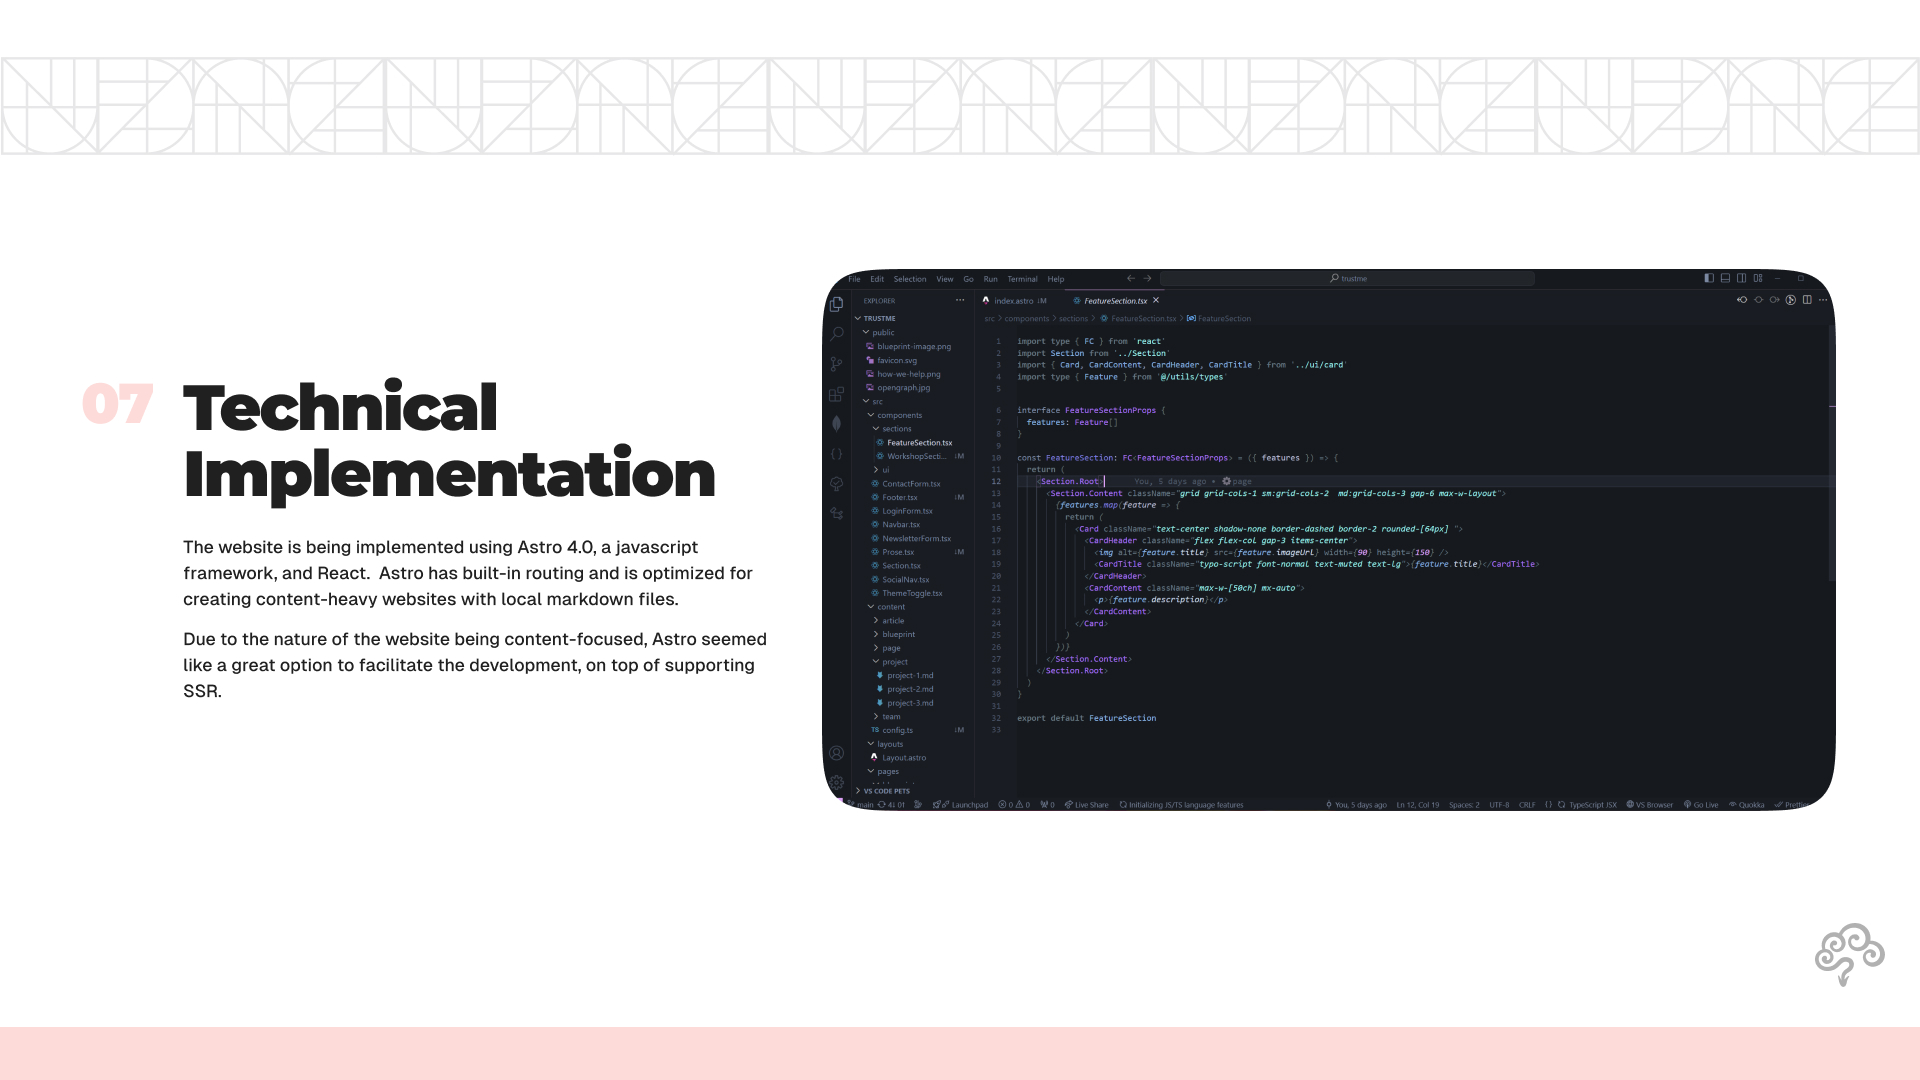 07
Technical
Implementation
The website is being implemented using Astro 4.0, a javascript
framework, and React.  Astro has built-in routing and is optimized for
creating content-heavy websites with local markdown files.
Due to the nature of the website being content-focused, Astro seemed
like a great option to facilitate the development, on top of supporting
SSR.
File Edit Selection View Go Run Terminal Help
trustme
EXPLORER
TRUSTME
public
blueprint-image.png
favicon.svg
how-we-help.png
opengraph.jpg
src
components
sections
FeatureSection.tsx
WorkshopSecti... ↓M
ui
ContactForm.tsx
Footer.tsx ↓M
LoginForm.tsx
Navbar.tsx
NewsletterForm.tsx
Prose.tsx ↓M
Section.tsx
SocialNav.tsx
ThemeToggle.tsx
content
article
blueprint
page
project
project-1.md
project-2.md
project-3.md
team
TS config.ts ↓M
layouts
Layout.astro
pages
VS CODE PETS
index.astro ↓M FeatureSection.tsx
src > components > sections > FeatureSection.tsx > FeatureSection
1 import type { FC } from 'react'
2 import Section from '../Section'
3 import { Card, CardContent, CardHeader, CardTitle } from '../ui/card'
4 import type { Feature } from '@/utils/types'
5
6 interface FeatureSectionProps {
7 features: Feature[]
8 }
9
10 const FeatureSection: FC<FeatureSectionProps> = ({ features }) => {
11 return (
12 <Section.Root> You, 5 days ago • page
13 <Section.Content className="grid grid-cols-1 sm:grid-cols-2  md:grid-cols-3 gap-6 max-w-layout">
14 {features.map(feature => {
15 return (
16 <Card className="text-center shadow-none border-dashed border-2 rounded-[64px] ">
17 <CardHeader className="flex flex-col gap-3 items-center">
18 <img alt={feature.title} src={feature.imageUrl} width={90} height={150} />
19 <CardTitle className="typo-script font-normal text-muted text-lg">{feature.title}</CardTitle>
20 </CardHeader>
21 <CardContent className="max-w-[50ch] mx-auto">
22 <p>{feature.description}</p>
23 </CardContent>
24 </Card>
25 )
26 })}
27 </Section.Content>
28 </Section.Root>
29 )
30 }
31
32 export default FeatureSection
33
main 4↓ 0↑ Launchpad 0 0 0 Live Share Initializing JS/TS language features You, 5 days ago Ln 12, Col 19 Spaces: 2 UTF-8 CRLF {} TypeScript JSX VS Browser Go Live Quokka